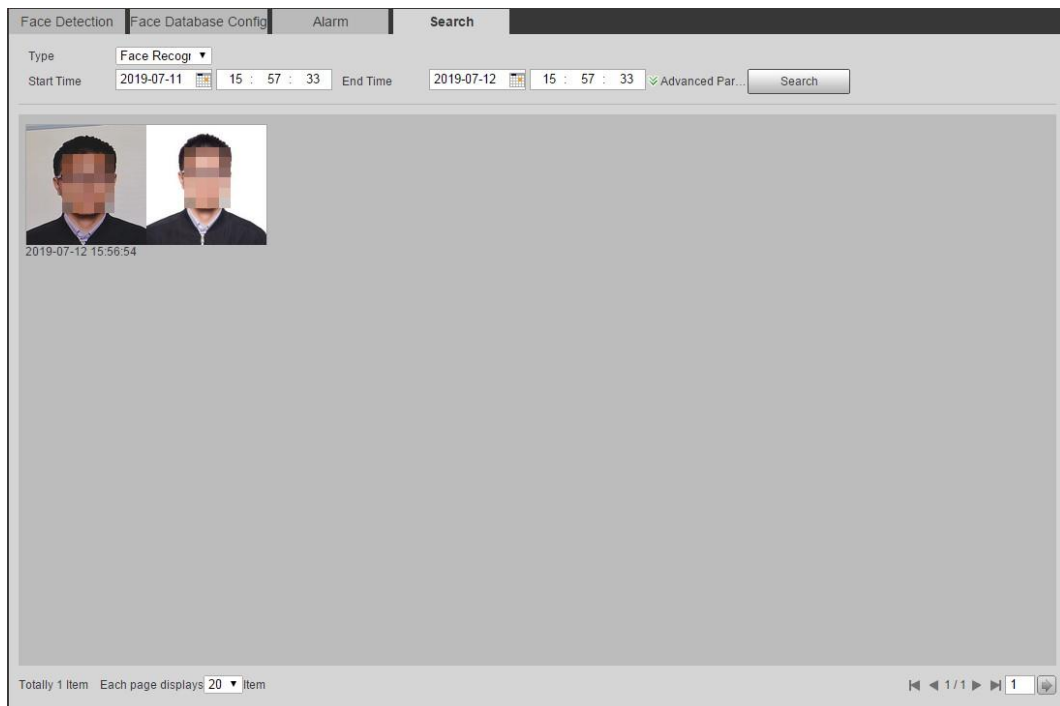 Face Detection Face Database Config Alarm Search
Type Face Recogr
Start Time 2019-07-11 15 : 57 : 33 End Time 2019-07-12 15 : 57 : 33 Advanced Par... Search
2019-07-12 15:56:54
Totally 1 Item Each page displays 20 Item 1 / 1 1